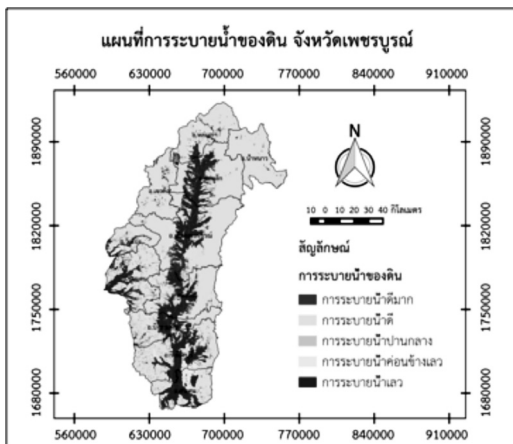 แผนที่การระบายน้ำของดิน จังหวัดเพชรบูรณ์
560000 630000 700000 770000 840000 910000
1890000 1890000
1820000 1820000
1750000 1750000
1680000 1680000
N
10 0 10 20 30 40 กิโลเมตร
สัญลักษณ์
การระบายน้ำของดิน
การระบายน้ำดีมาก
การระบายน้ำดี
การระบายน้ำปานกลาง
การระบายน้ำค่อนข้างเลว
การระบายน้ำเลว
560000 630000 700000 770000 840000 910000